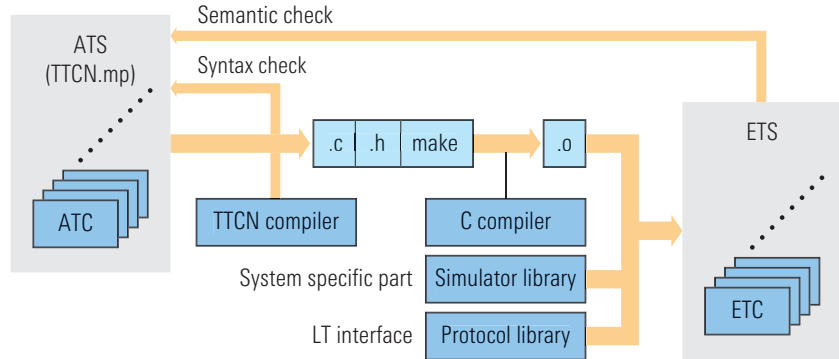 Semantic check
ATS
(TTCN.mp)
Syntax check
ETS
.c .h make .o
ATC
TTCN compiler
C compiler
System specific part
Simulator library
ETC
LT interface
Protocol library